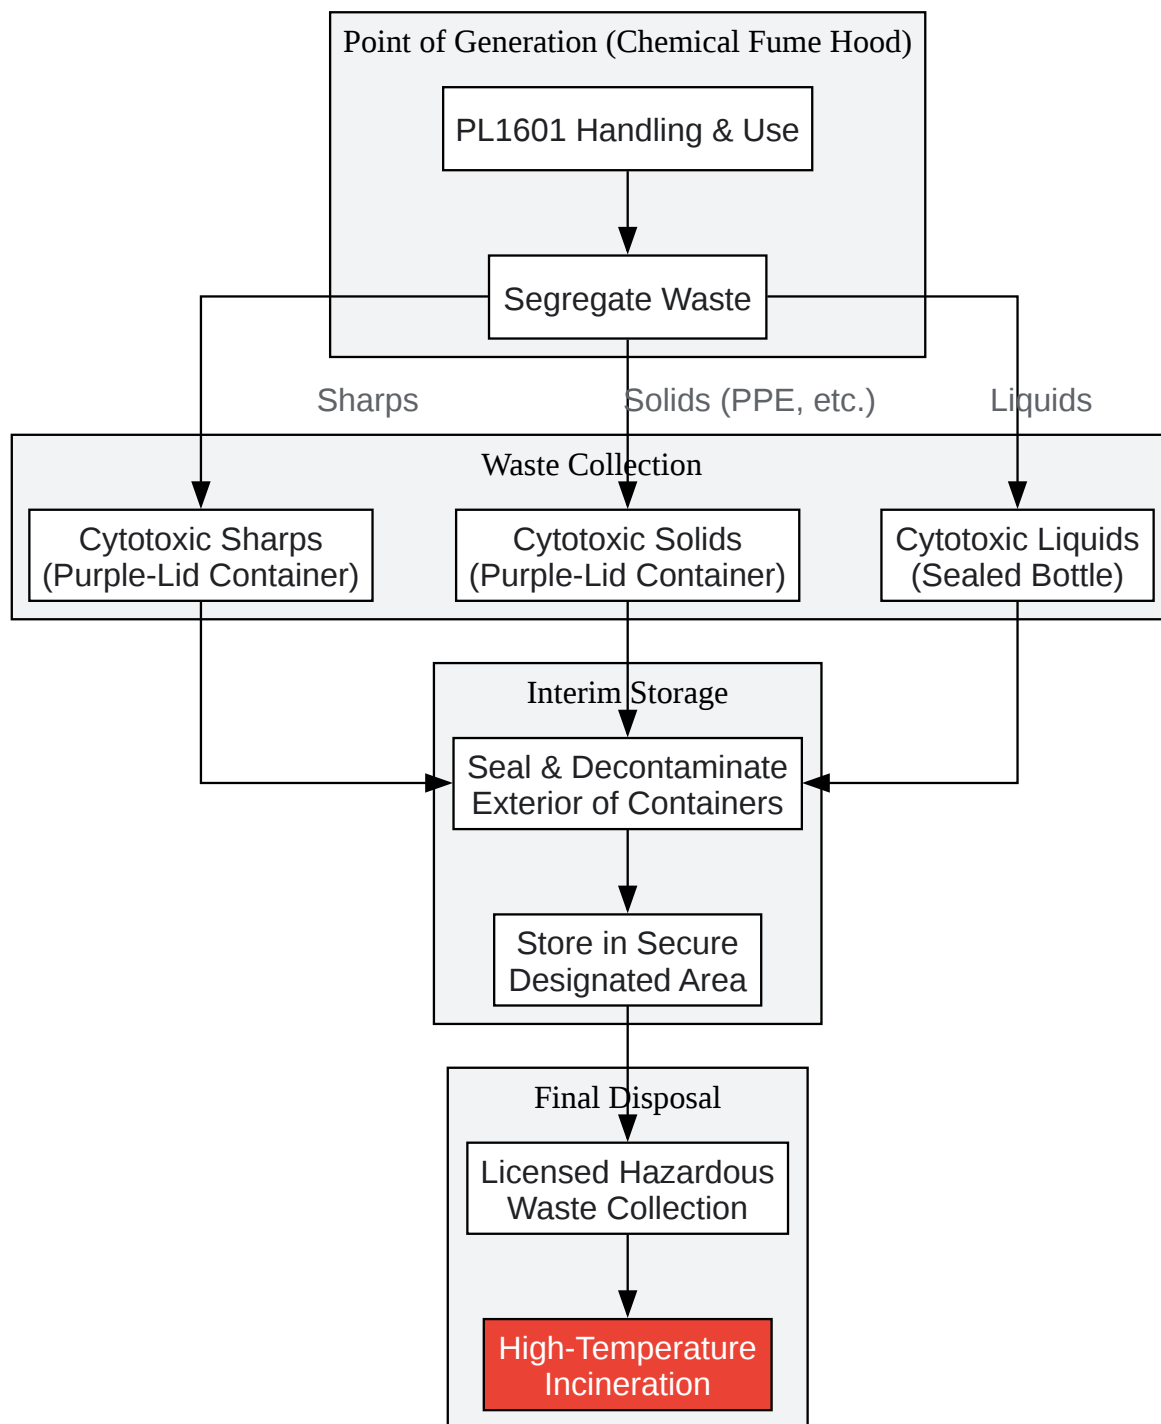 Point of Generation (Chemical Fume Hood)
PL1601 Handling & Use
Segregate Waste
Sharps
Solids (PPE, etc.)
Liquids
Waste Collection
Cytotoxic Sharps
(Purple-Lid Container)
Cytotoxic Solids
(Purple-Lid Container)
Cytotoxic Liquids
(Sealed Bottle)
Interim Storage
Seal & Decontaminate
Exterior of Containers
Store in Secure
Designated Area
Final Disposal
Licensed Hazardous
Waste Collection
High-Temperature
Incineration